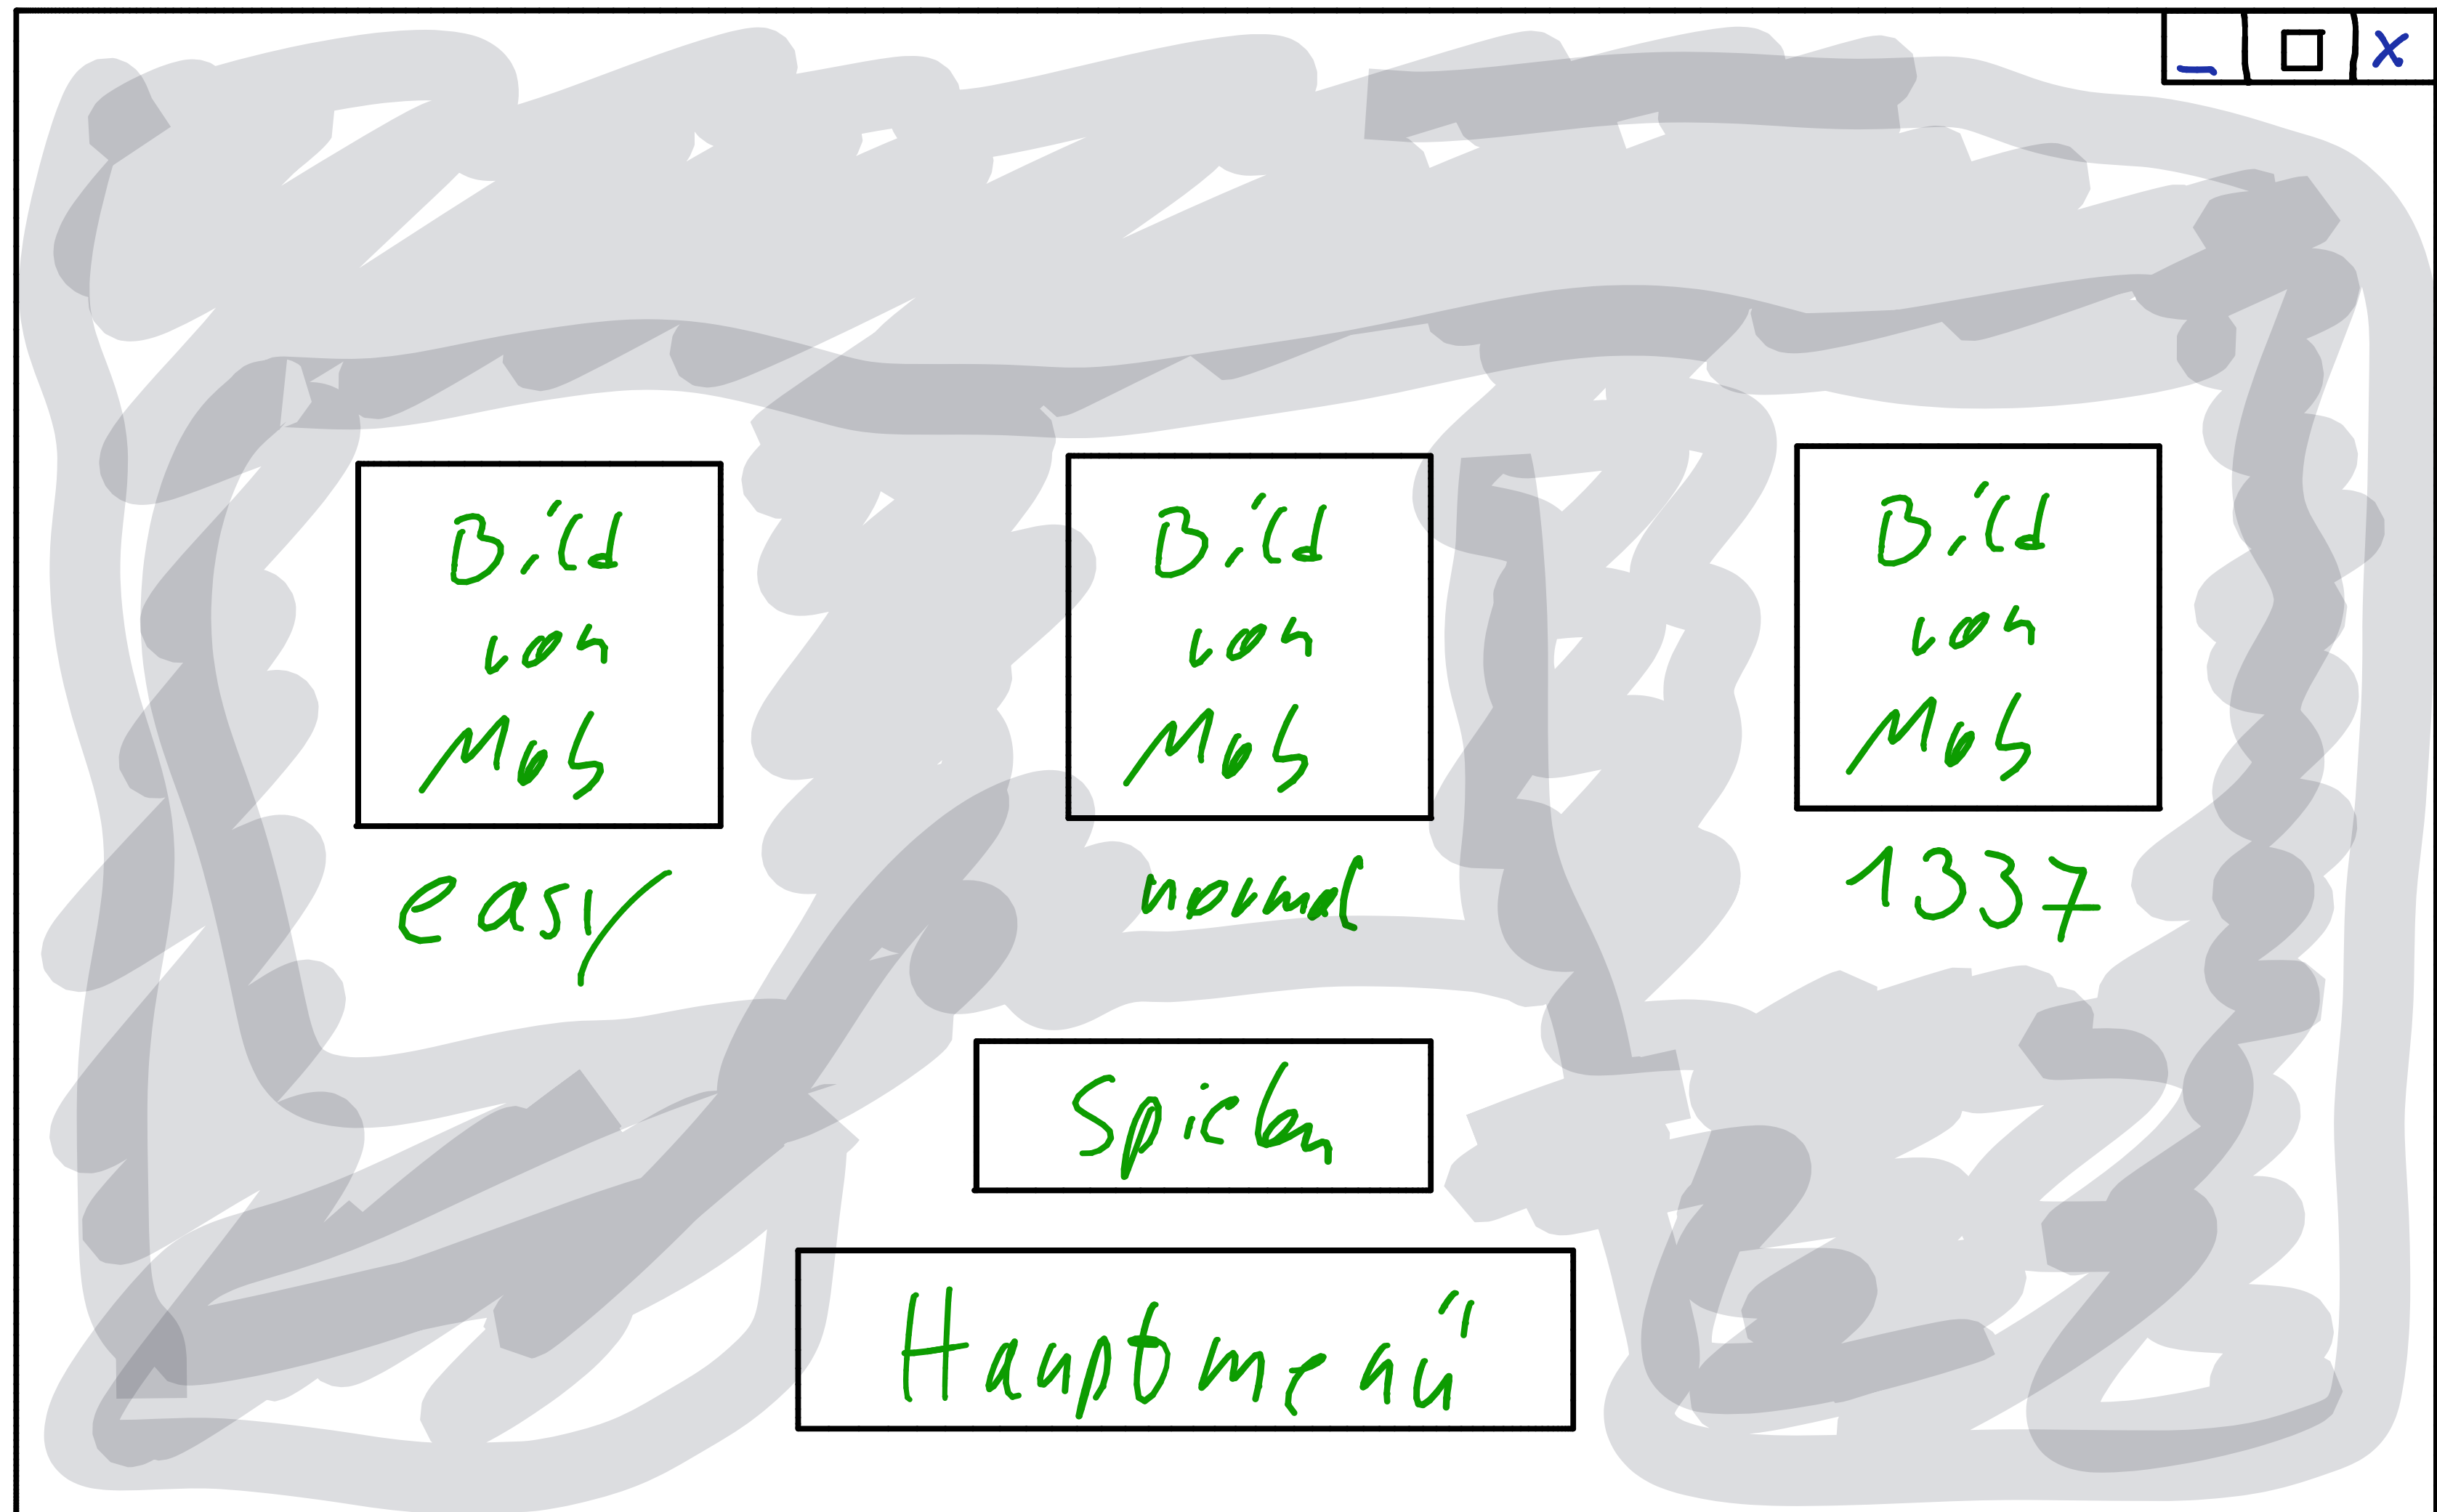 Bild
von
Mob
Bild
von
Mob
Bild
von
Mob
easy
normal
1337
Spielen
Hauptmenü